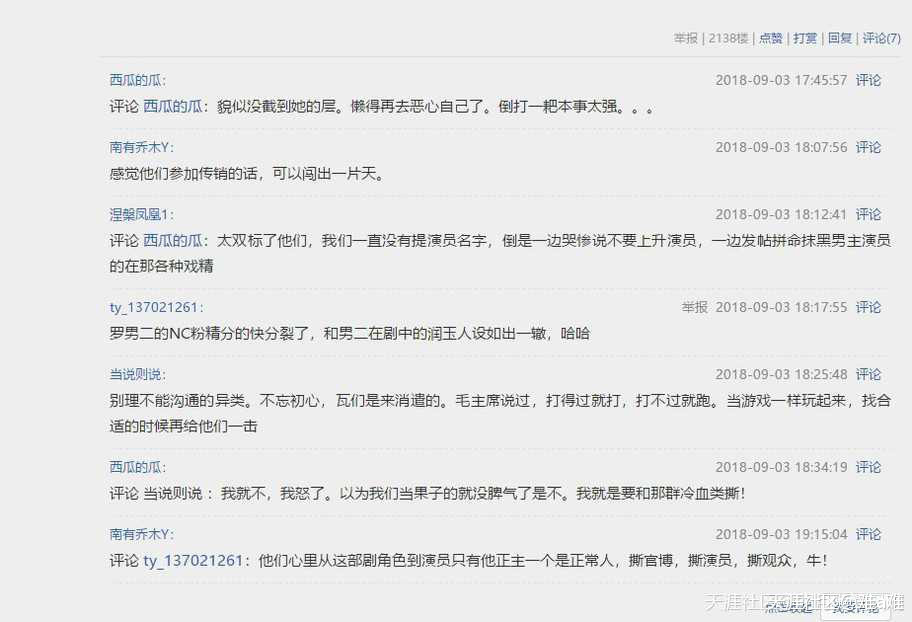 举报 | 2138楼 | 点赞 | 打赏 | 回复 | 评论(7)
西瓜的瓜: 2018-09-03 17:45:57 评论
评论 西瓜的瓜：貌似没截到她的层。懒得再去恶心自己了。倒打一耙本事太强。。。
南有乔木Y: 2018-09-03 18:07:56 评论
感觉他们参加传销的话，可以闯出一片天。
涅槃凤凰1: 2018-09-03 18:12:41 评论
评论 西瓜的瓜：太双标了他们，我们一直没有提演员名字，倒是一边哭惨说不要上升演员，一边发帖拼命抹黑男主演员
的在那各种戏精
ty_137021261: 举报 2018-09-03 18:17:55 评论
罗男二的NC粉精分的快分裂了，和男二在剧中的润玉人设如出一辙，哈哈
当说则说: 2018-09-03 18:25:48 评论
别理不能沟通的异类。不忘初心，瓦们是来消遣的。毛主席说过，打得过就打，打不过就跑。当游戏一样玩起来，找合
适的时候再给他们一击
西瓜的瓜: 2018-09-03 18:34:19 评论
评论 当说则说 ：我就不，我怒了。以为我们当果子的就没脾气了是不。我就是要和那群冷血类撕！
南有乔木Y: 2018-09-03 19:15:04 评论
评论 ty_137021261：他们心里从这部剧角色到演员只有他正主一个是正常人，撕官博，撕演员，撕观众，牛！
天涯社区